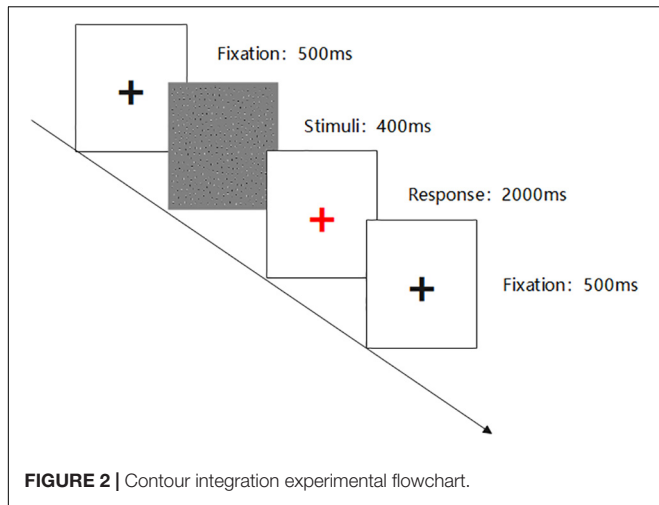 Fixation: 500ms
Stimuli: 400ms
Response: 2000ms
Fixation: 500ms
FIGURE 2 | Contour integration experimental flowchart.